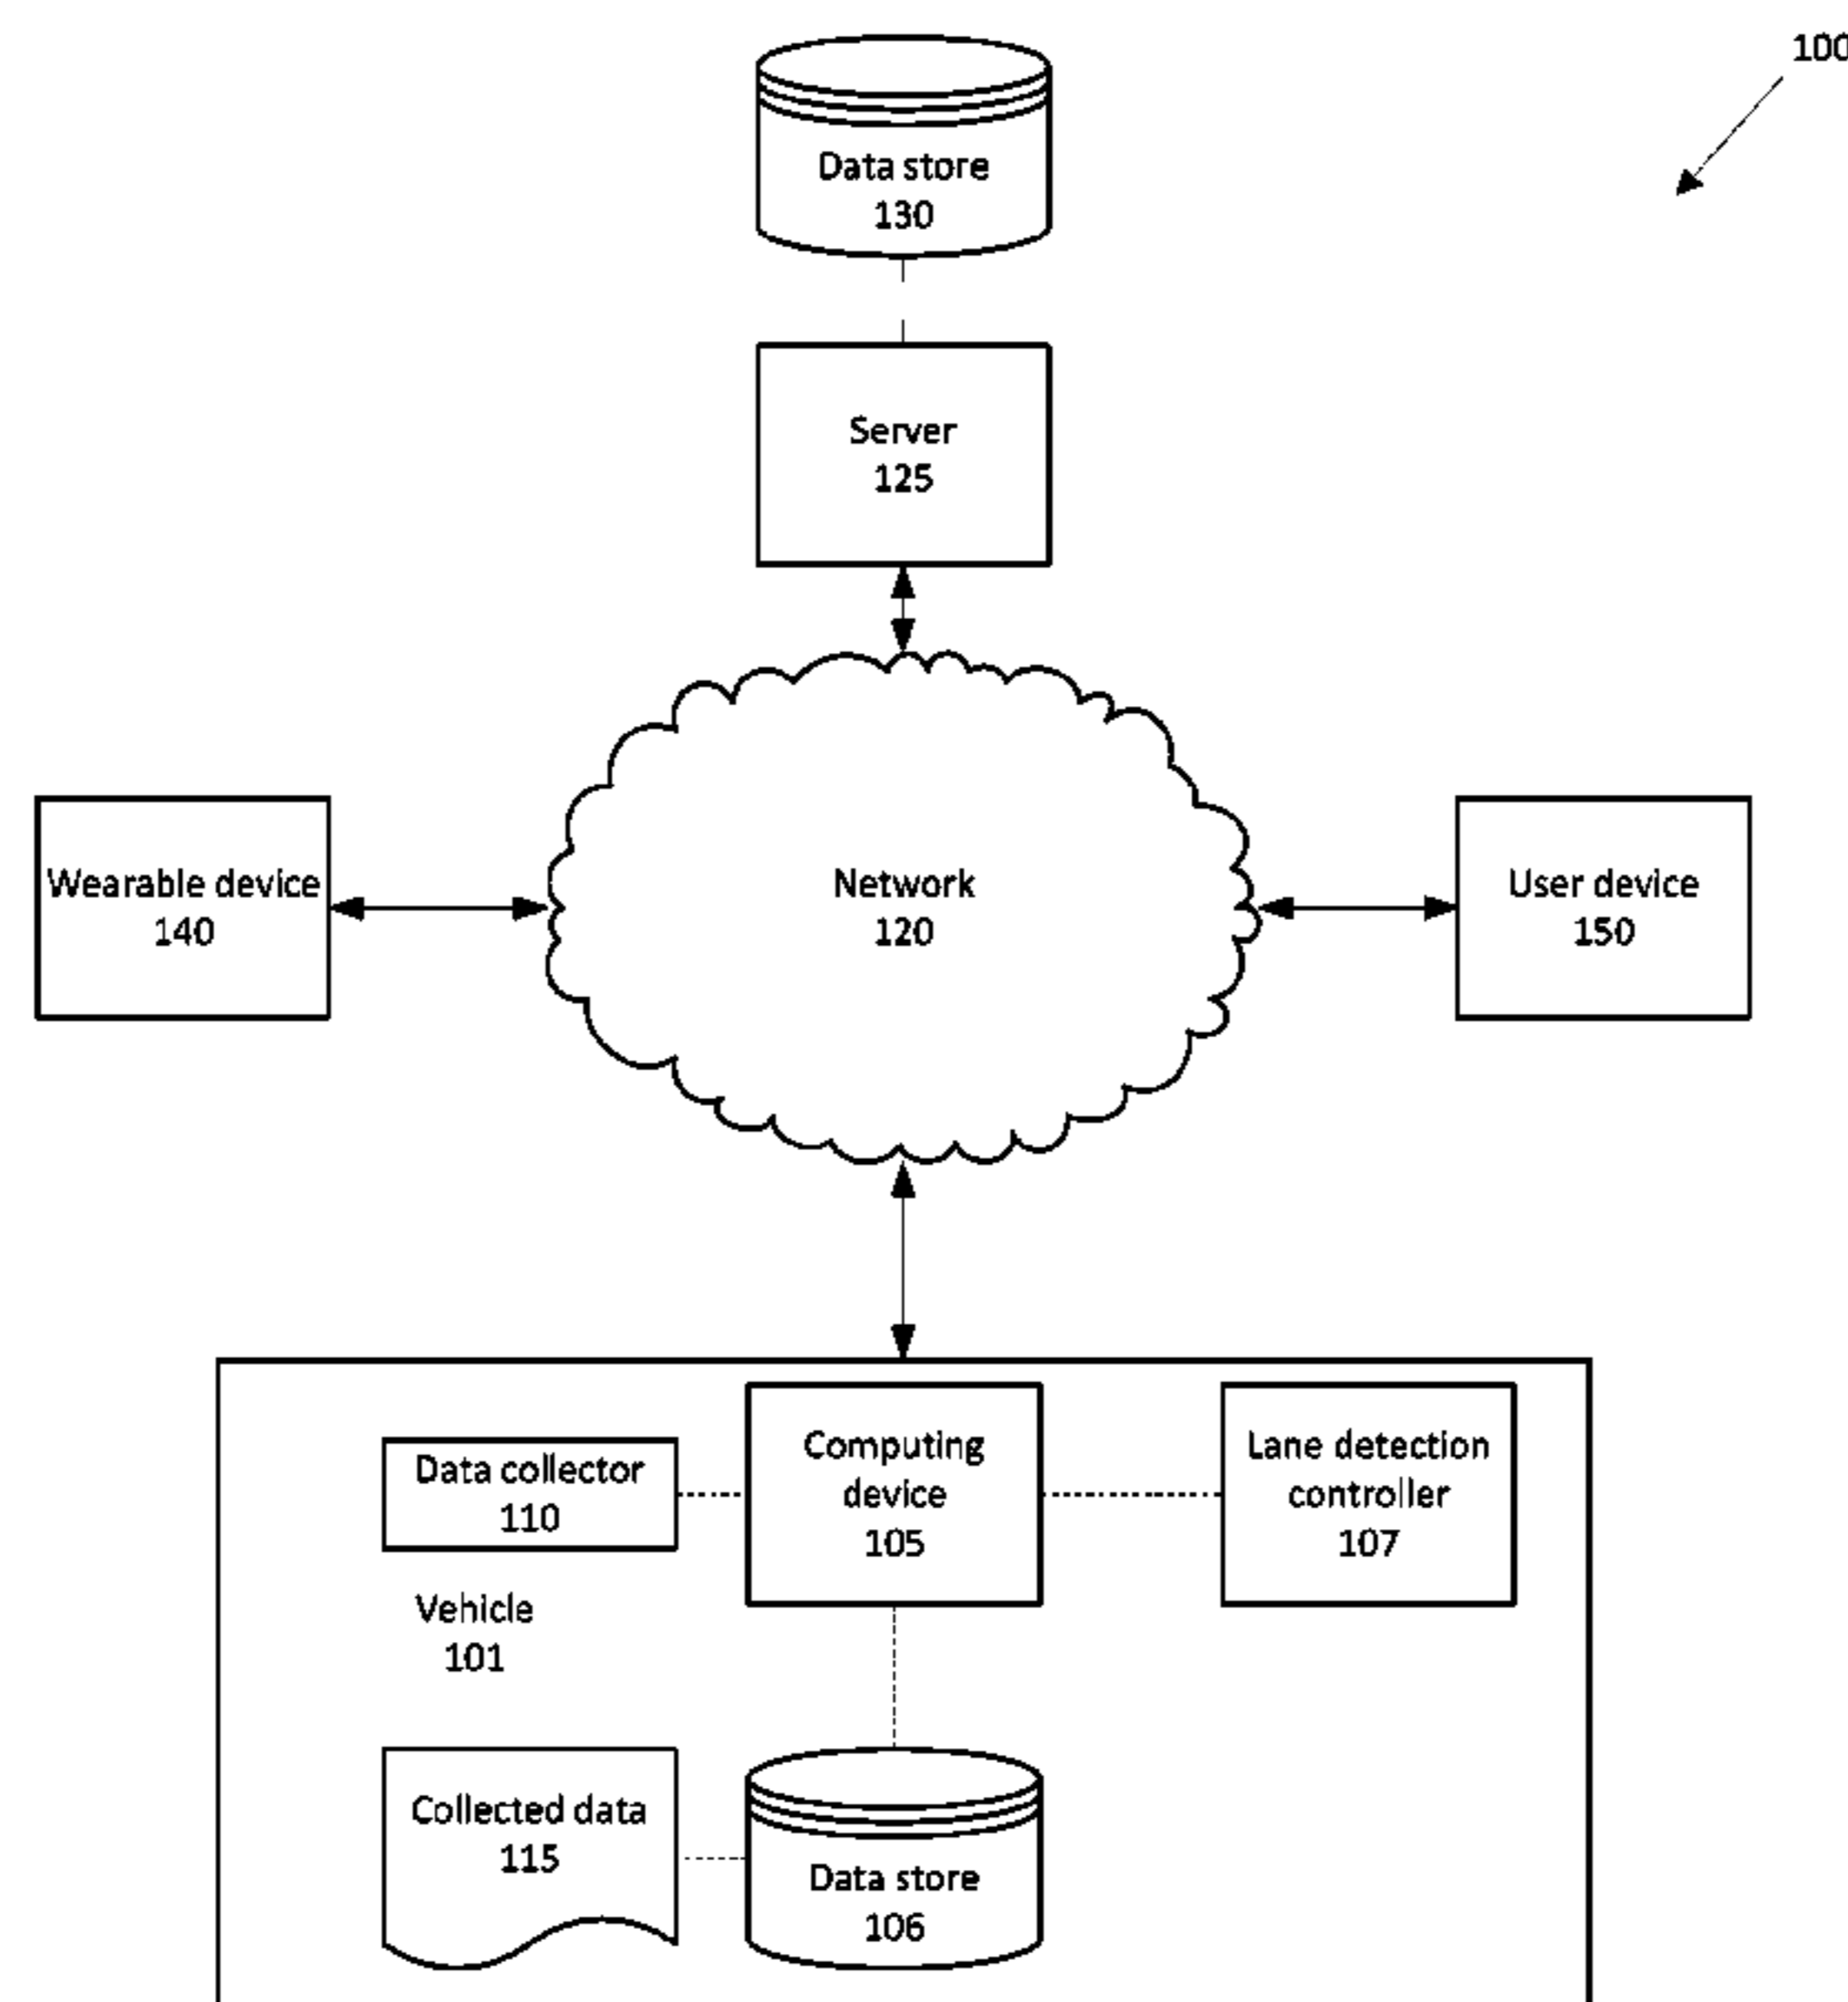 100
Data store
130
Server
125
Wearable device
140
Network
120
User device
150
Data collector
110
Computing
device
105
Lane detection
controller
107
Vehicle
101
Collected data
115
Data store
106